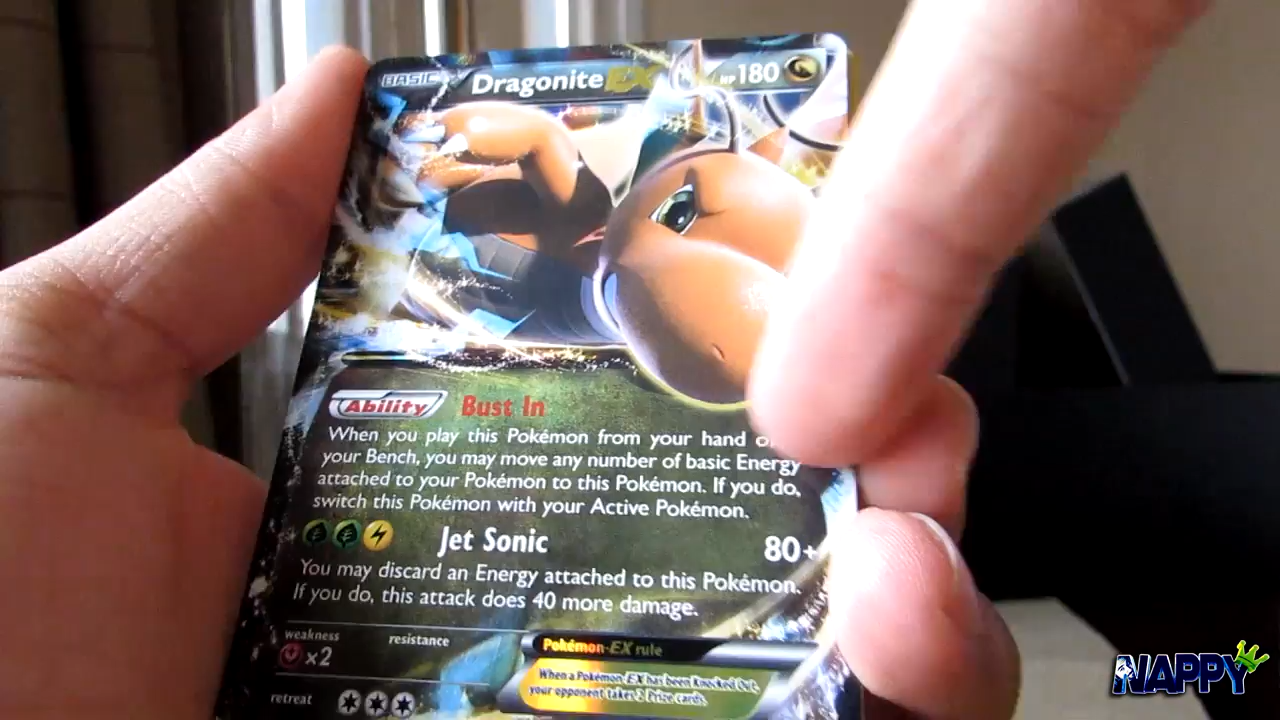 BASIC Dragonite EX HP 180
Ability Bust In
When you play this Pokémon from your hand
your Bench, you may move any number of basic Energy
attached to your Pokémon to this Pokémon. If you do,
switch this Pokémon with your Active Pokémon.
Jet Sonic 80+
You may discard an Energy attached to this Pokémon.
If you do, this attack does 40 more damage.
weakness resistance
×2
Pokémon-EX rule
When a Pokémon-EX has been Knocked Out,
your opponent takes 2 Prize cards.
retreat
NAPPY